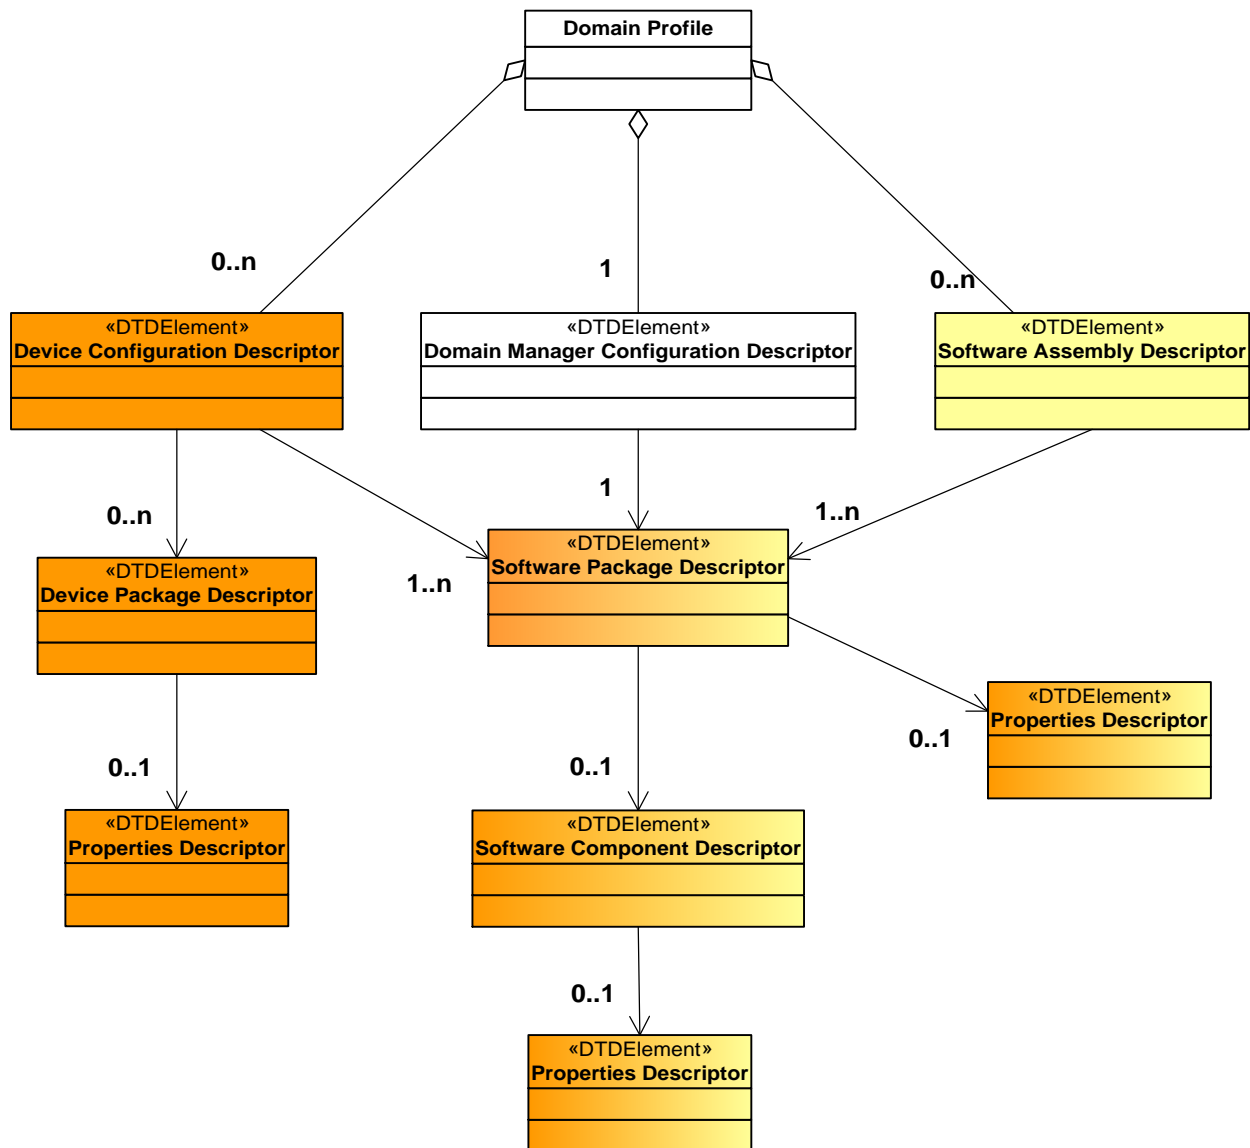 Domain Profile
0..n
1
0..n
«DTDElement»
Device Configuration Descriptor
«DTDElement»
Domain Manager Configuration Descriptor
«DTDElement»
Software Assembly Descriptor
0..n
1
1..n
«DTDElement»
Software Package Descriptor
1..n
«DTDElement»
Device Package Descriptor
«DTDElement»
Properties Descriptor
0..1
0..1
0..1
«DTDElement»
Properties Descriptor
«DTDElement»
Software Component Descriptor
0..1
«DTDElement»
Properties Descriptor